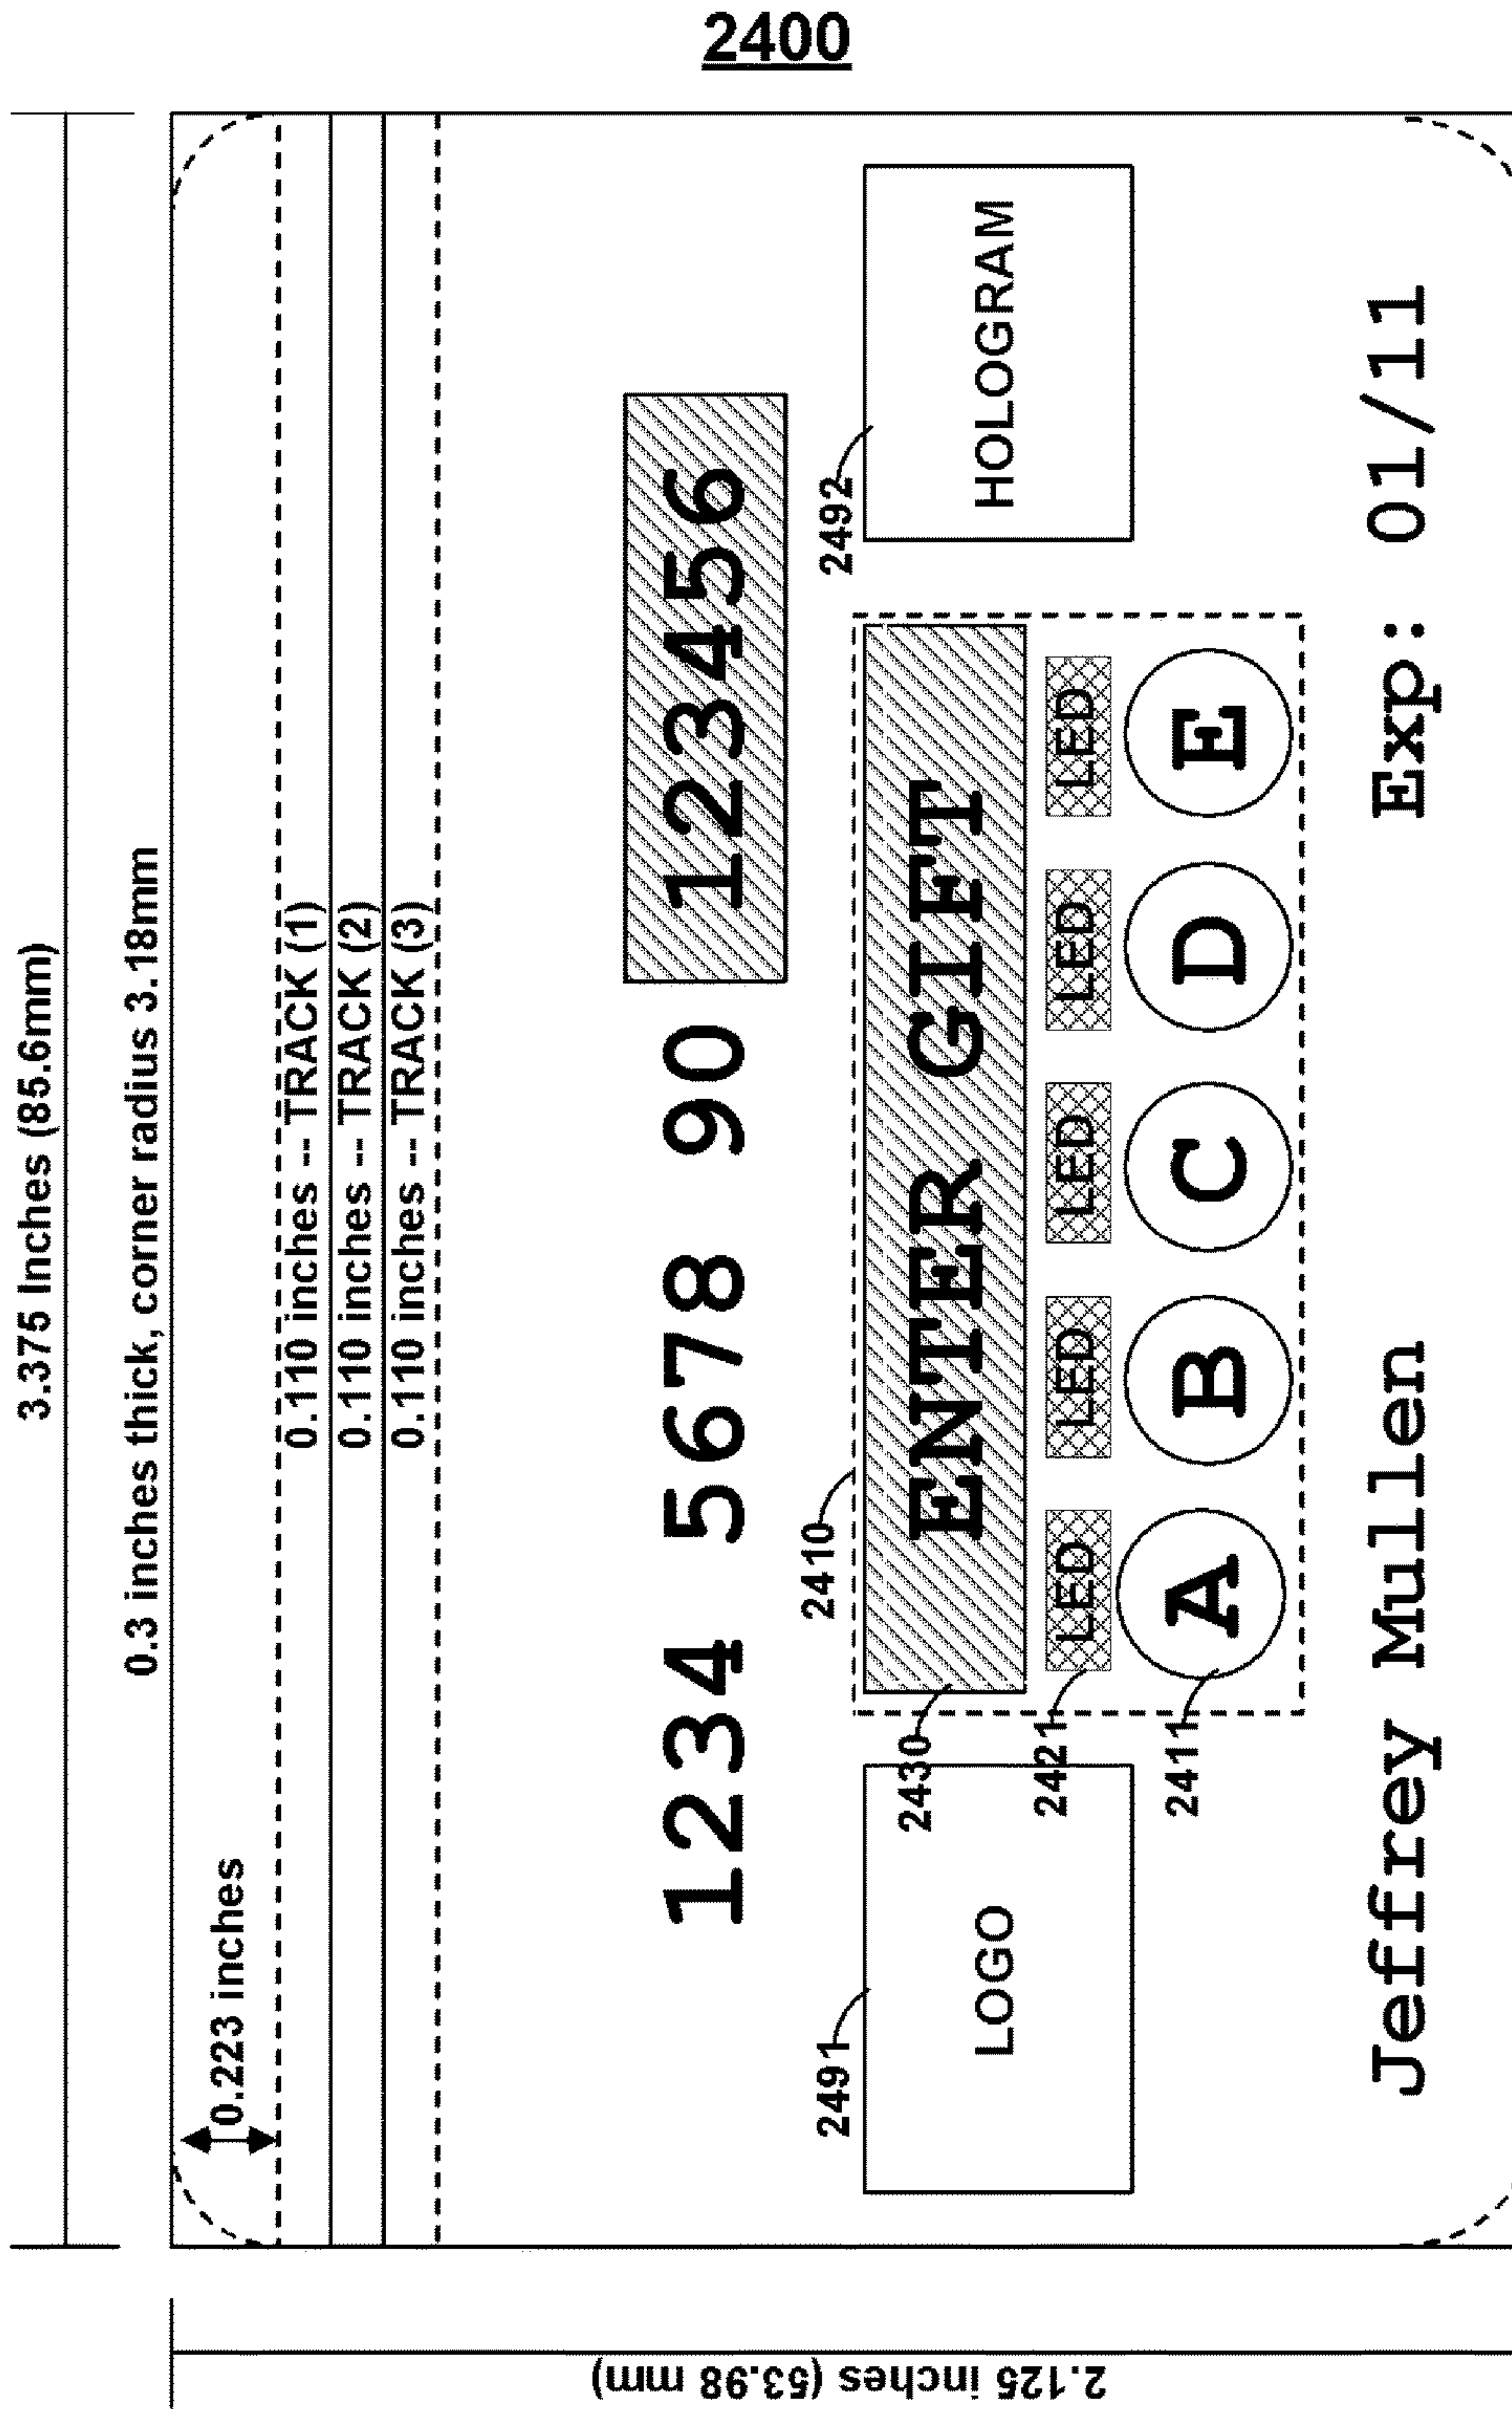 2400
3.375 Inches (85.6mm)
0.3 inches thick, corner radius 3.18mm
0.223 inches
0.110 inches -- TRACK (1)
0.110 inches -- TRACK (2)
0.110 inches -- TRACK (3)
2.125 inches (53.98 mm)
1234 5678 90 123456
2491
2410
2492
LOGO
ENTER GIFT
HOLOGRAM
2430
LED LED LED LED LED
2421
A B C D E
2411
Jeffrey Mullen Exp: 01/11